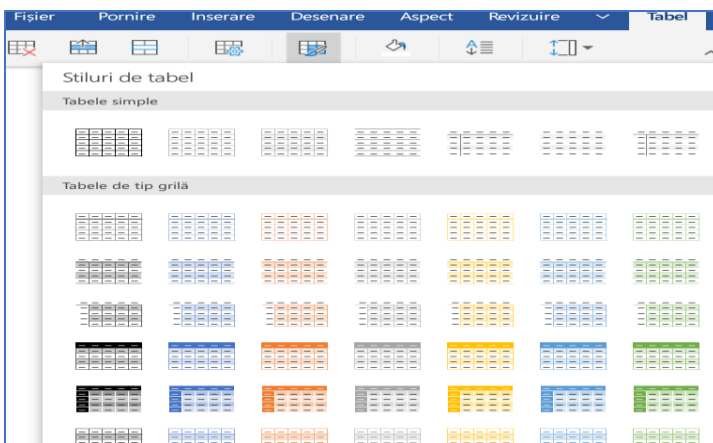 Fișier Pornire Inserare Desenare Aspect Revizuire Tabel
Stiluri de tabel
Tabele simple
Tabele de tip grilă